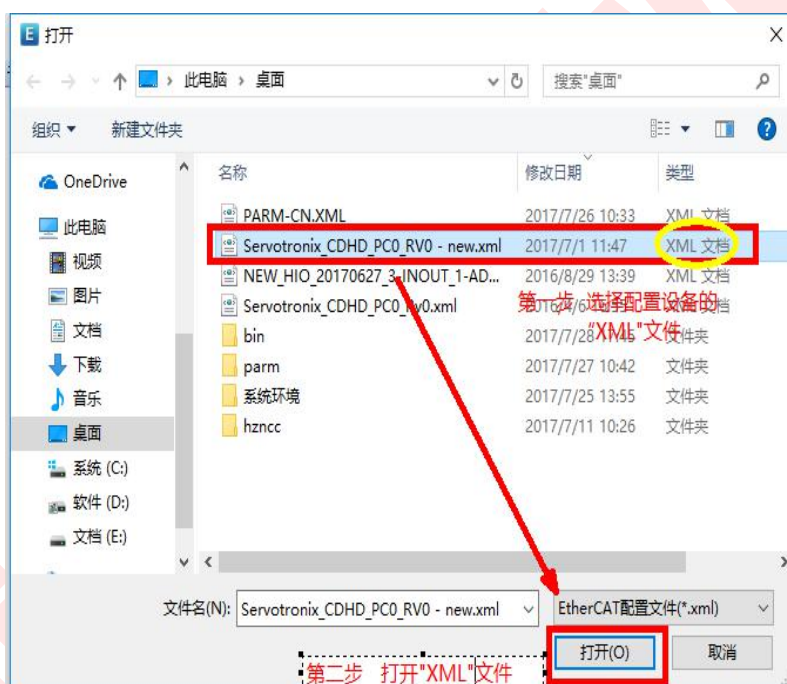 打开
此电脑 › 桌面
搜索"桌面"
组织 新建文件夹
名称 修改日期 类型
OneDrive
此电脑
视频
图片
文档
下载
音乐
桌面
系统 (C:)
软件 (D:)
文档 (E:)
PARM-CN.XML 2017/7/26 10:33 XML 文档
Servotronix_CDHD_PC0_RV0 - new.xml 2017/7/1 11:47 XML 文档
NEW_HIO_20170627_3_INOUT_1-AD... 2016/8/29 13:39 XML 文档
Servotronix_CDHD_PC0_Rv0.xml
bin 文件夹
parm 2017/7/27 10:42 文件夹
系统环境 2017/7/25 13:55 文件夹
hzncc 2017/7/11 10:26 文件夹
第一步 选择配置设备的
"XML"文件
文件名(N): Servotronix_CDHD_PC0_RV0 - new.xml EtherCAT配置文件(*.xml)
打开(O) 取消
第二步 打开"XML"文件